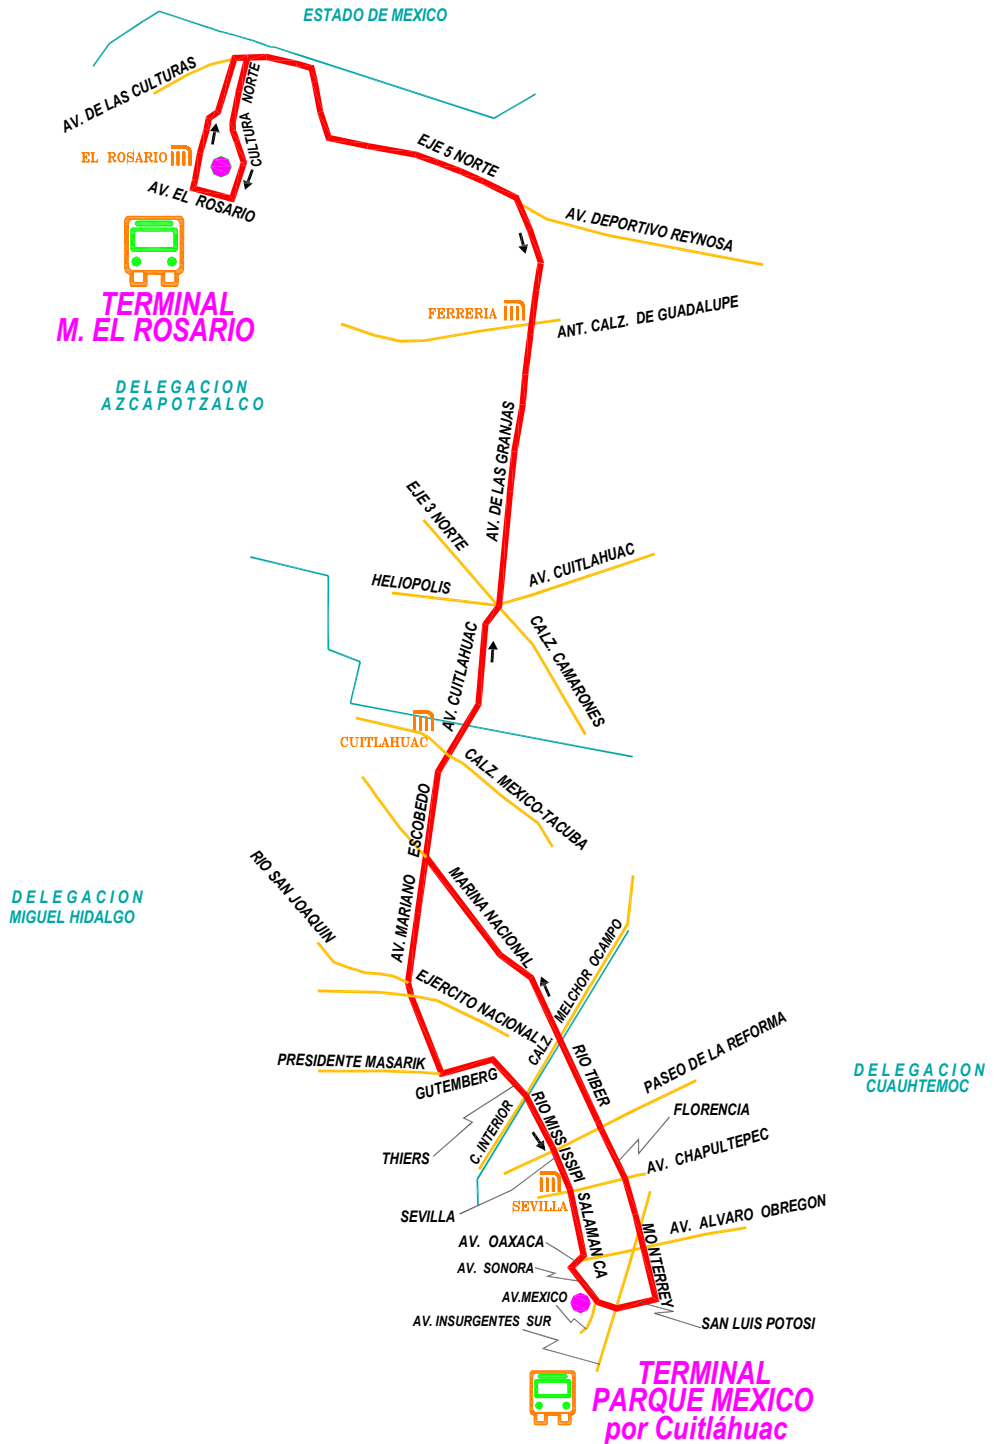 ESTADO DE MEXICO
AV. DE LAS CULTURAS
CULTURA NORTE
EL ROSARIO
AV. EL ROSARIO
EJE 5 NORTE
AV. DEPORTIVO REYNOSA
TERMINAL
M. EL ROSARIO
FERRERIA
ANT. CALZ. DE GUADALUPE
DELEGACION
AZCAPOTZALCO
AV. DE LAS GRANJAS
EJE 3 NORTE
AV. CUITLAHUAC
HELIOPOLIS
CALZ. CAMARONES
AV. CUITLAHUAC
CUITLAHUAC
CALZ. MEXICO-TACUBA
AV. MARIANO ESCOBEDO
RIO SAN JOAQUIN
MARINA NACIONAL
DELEGACION
MIGUEL HIDALGO
EJERCITO NACIONAL
CALZ. MELCHOR OCAMPO
PRESIDENTE MASARIK
GUTEMBERG
RIO TIBER
PASEO DE LA REFORMA
DELEGACION
CUAUHTEMOC
FLORENCIA
THIERS
C. INTERIOR
RIO MISSISSIPI
AV. CHAPULTEPEC
SEVILLA
SEVILLA
SALAMANCA
MONTERREY
AV. ALVARO OBREGON
AV. OAXACA
AV. SONORA
AV.MEXICO
AV. INSURGENTES SUR
SAN LUIS POTOSI
TERMINAL
PARQUE MEXICO
por Cuitláhuac